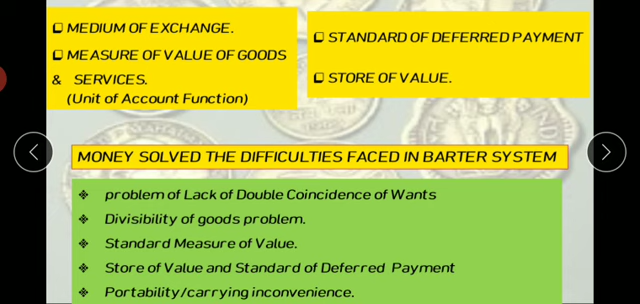 ❑ MEDIUM OF EXCHANGE.
❑ MEASURE OF VALUE OF GOODS
& SERVICES.
(Unit of Account Function)
❑ STANDARD OF DEFERRED PAYMENT
❑ STORE OF VALUE.
MONEY SOLVED THE DIFFICULTIES FACED IN BARTER SYSTEM
❖ problem of Lack of Double Coincidence of Wants
❖ Divisibility of goods problem.
❖ Standard Measure of Value.
❖ Store of Value and Standard of Deferred Payment
❖ Portability/carrying inconvenience.